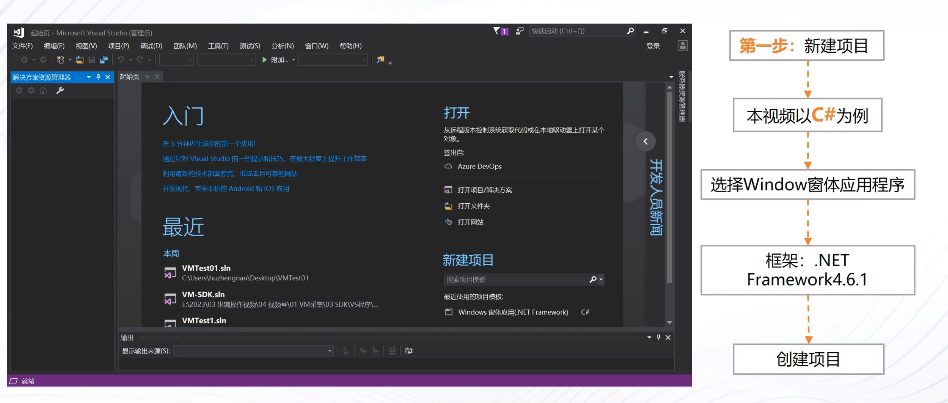 起始页 - Microsoft Visual Studio (管理员)
1
快速启动 (Ctrl+Q)
文件(F) 编辑(E) 视图(V) 项目(P) 调试(D) 团队(M) 工具(T) 测试(S) 分析(N) 窗口(W) 帮助(H)
登录
附加...
解决方案资源管理器
起始页
入门
在 5 分钟内生成你的第一个应用!
通过针对 Visual Studio 的一些提示和技巧，在最大程度上提升工作效率
利用最新的技术部署漂亮、低成本且可靠的网站
开发现代、完全本机的 Android 和 iOS 应用
最近
本周
VMTest01.sln
C:\Users\huzhengnan\Desktop\VMTest01
VM-SDK.sln
VMTest1.sln
打开
从远程版本控制系统获取代码或在本地驱动器上打开某个
对象。
签出自:
Azure DevOps
打开项目/解决方案
打开文件夹
打开网站
新建项目
搜索项目模板
最近使用的项目模板:
Windows 窗体应用(.NET Framework) C#
开发人员新闻
输出
显示输出来源(S):
就绪
第一步：新建项目
本视频以C#为例
选择Window窗体应用程序
框架：.NET
Framework4.6.1
创建项目